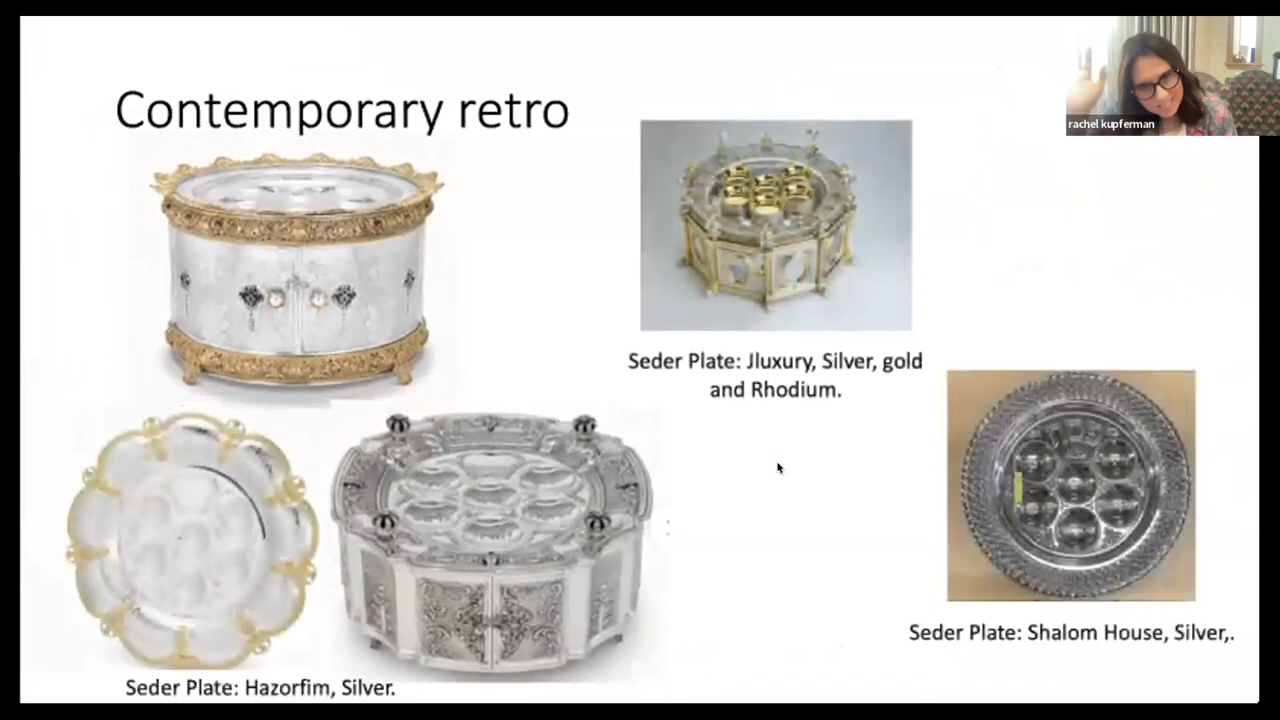 Contemporary retro
rachel kupferman
Seder Plate: Jluxury, Silver, gold
and Rhodium.
Seder Plate: Shalom House, Silver,.
Seder Plate: Hazorfim, Silver.